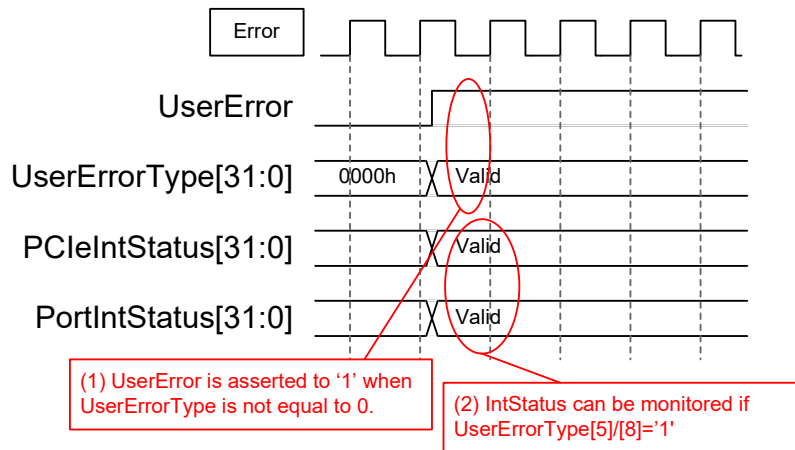 Error
UserError
UserErrorType[31:0]
0000h
Valid
PCIeIntStatus[31:0]
Valid
PortIntStatus[31:0]
Valid
(1) UserError is asserted to ‘1’ when
UserErrorType is not equal to 0.
(2) IntStatus can be monitored if
UserErrorType[5]/[8]=’1'